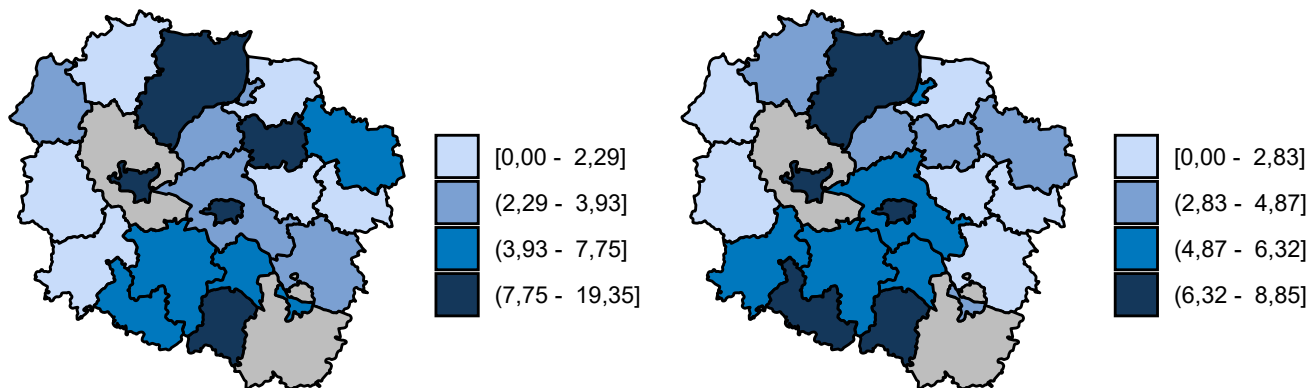 [0,00 - 2,29]
(2,29 - 3,93]
(3,93 - 7,75]
(7,75 - 19,35]
[0,00 - 2,83]
(2,83 - 4,87]
(4,87 - 6,32]
(6,32 - 8,85]